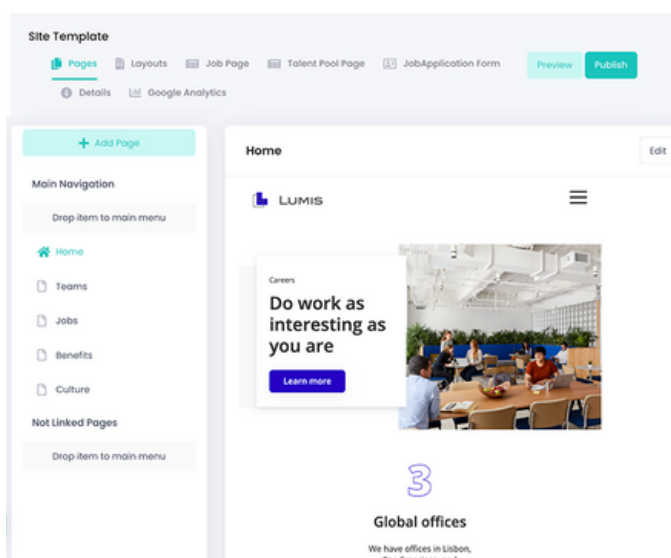 Site Template
Pages Layouts Job Page Talent Pool Page JobApplication Form Preview Publish
Details Google Analytics
+ Add Page
Home
Edit
Main Navigation
LUMIS
Drop item to main menu
Home
Teams
Jobs
Benefits
Culture
Not Linked Pages
Drop item to main menu
Careers
Do work as
interesting as
you are
Learn more
3
Global offices
We have offices in Lisbon,